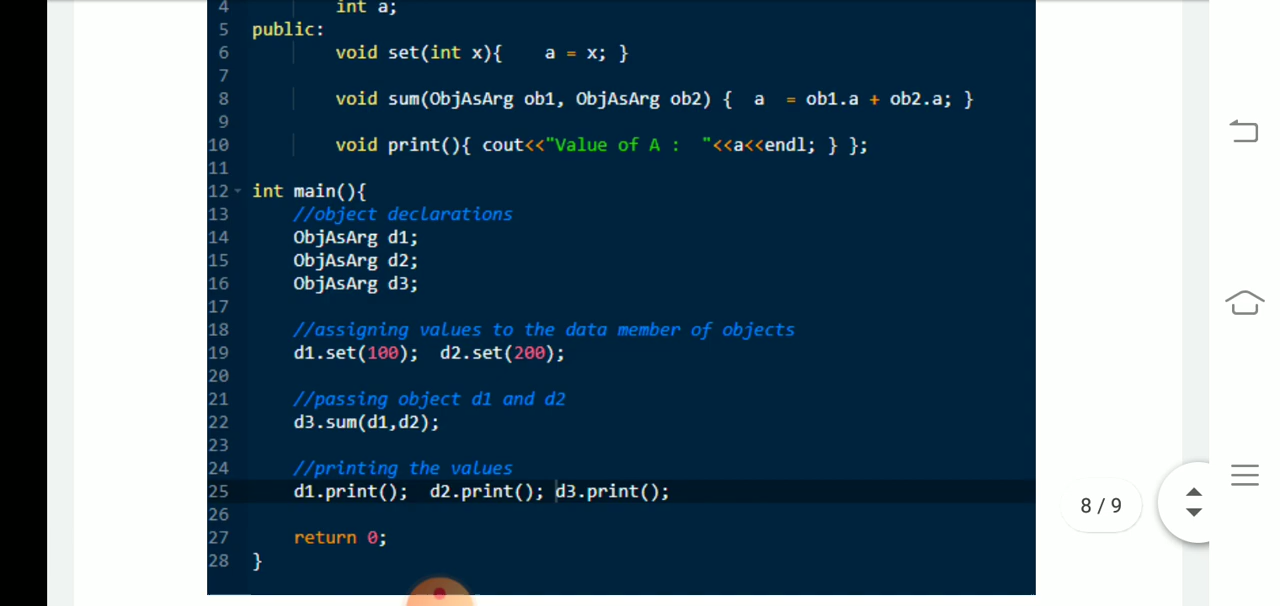 4 int a;
5 public:
6 void set(int x){ a = x; }
7
8 void sum(ObjAsArg ob1, ObjAsArg ob2) { a = ob1.a + ob2.a; }
9
10 void print(){ cout<<"Value of A : "<<a<<endl; } };
11
12 int main(){
13 //object declarations
14 ObjAsArg d1;
15 ObjAsArg d2;
16 ObjAsArg d3;
17
18 //assigning values to the data member of objects
19 d1.set(100); d2.set(200);
20
21 //passing object d1 and d2
22 d3.sum(d1,d2);
23
24 //printing the values
25 d1.print(); d2.print(); d3.print();
26
27 return 0;
28 }
8 / 9